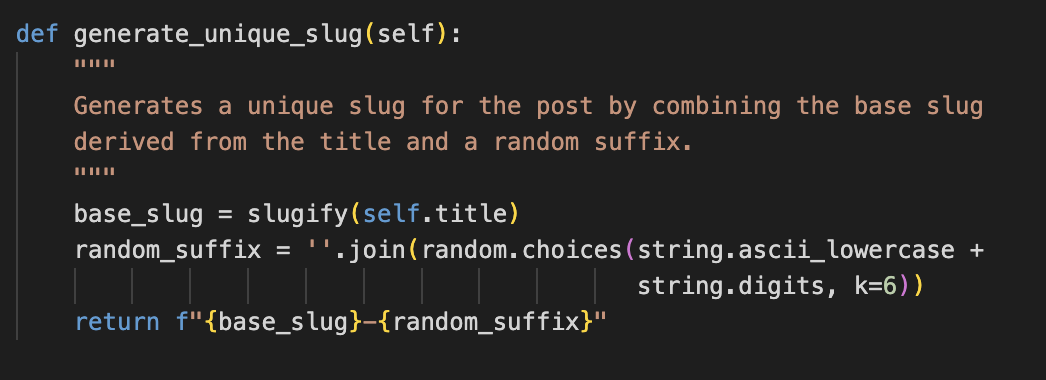 def generate_unique_slug(self):
    """
    Generates a unique slug for the post by combining the base slug
    derived from the title and a random suffix.
    """
    base_slug = slugify(self.title)
    random_suffix = ''.join(random.choices(string.ascii_lowercase +
                                           string.digits, k=6))
    return f"{base_slug}-{random_suffix}"